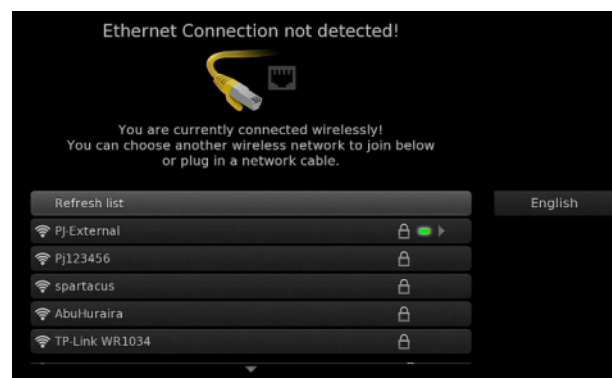 Ethernet Connection not detected!
You are currently connected wirelessly!
You can choose another wireless network to join below
or plug in a network cable.
Refresh list
English
PJ-External
Pj123456
spartacus
AbuHuraira
TP-Link WR1034